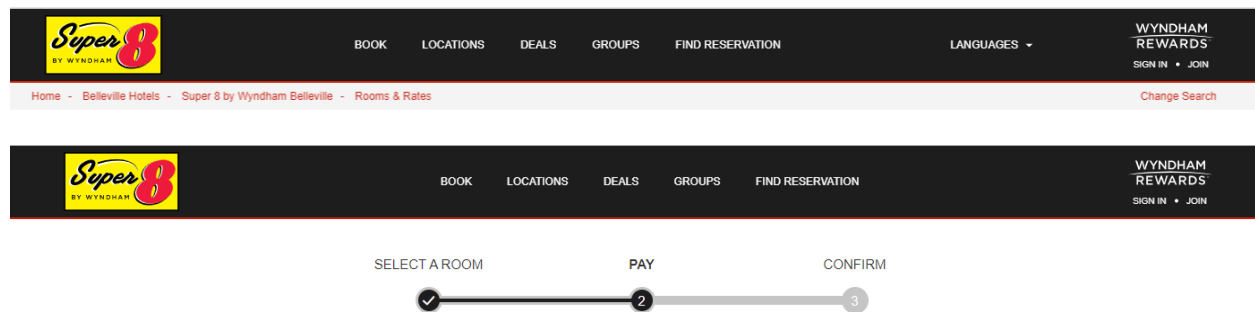 Super 8
BY WYNDHAM
BOOK LOCATIONS DEALS GROUPS FIND RESERVATION LANGUAGES
WYNDHAM
REWARDS
SIGN IN • JOIN
Home - Belleville Hotels - Super 8 by Wyndham Belleville - Rooms & Rates Change Search
Super 8
BY WYNDHAM
BOOK LOCATIONS DEALS GROUPS FIND RESERVATION
WYNDHAM
REWARDS
SIGN IN • JOIN
SELECT A ROOM PAY CONFIRM
2 3